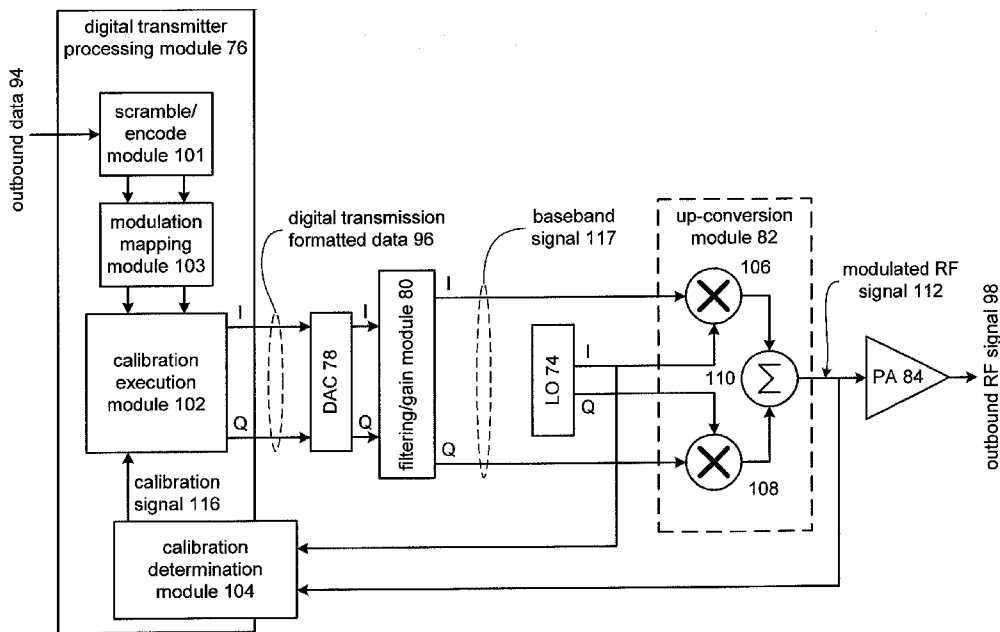 digital transmitter
processing module 76
outbound data 94
scramble/
encode
module 101
modulation
mapping
module 103
calibration
execution
module 102
I
Q
digital transmission
formatted data 96
DAC 78
I
Q
filtering/gain module 80
baseband
signal 117
I
Q
LO 74
I
Q
up-conversion
module 82
106
110
Σ
108
modulated RF
signal 112
PA 84
outbound RF signal 98
calibration
signal 116
calibration
determination
module 104